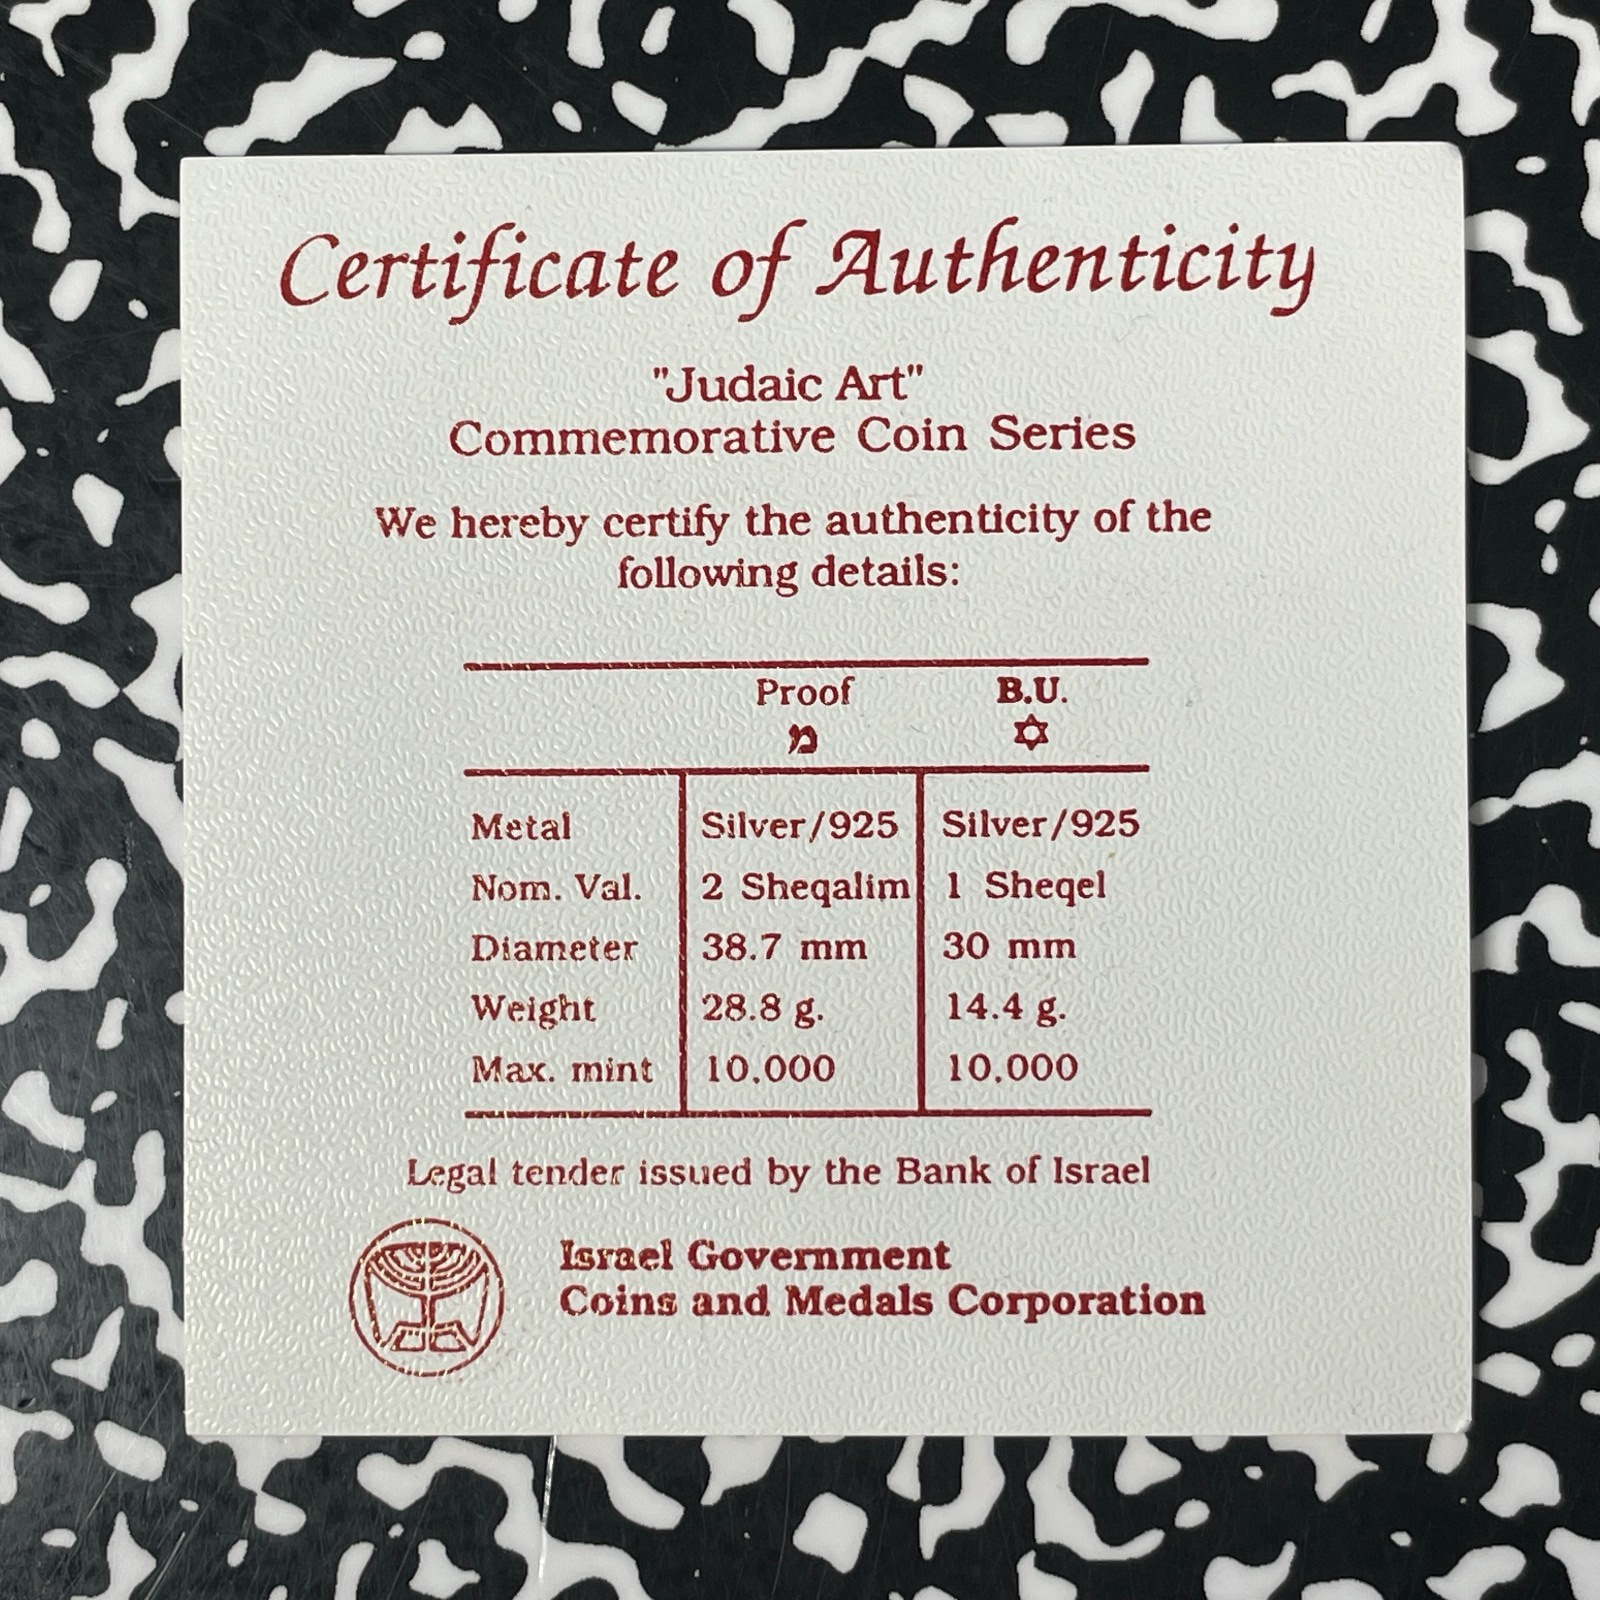 Certificate of Authenticity
"Judaic Art"
Commemorative Coin Series
We hereby certify the authenticity of the
following details:
Proof B.U.
מ ✡
Metal Silver/925 Silver/925
Nom. Val. 2 Sheqalim 1 Sheqel
Diameter 38.7 mm 30 mm
Weight 28.8 g. 14.4 g.
Max. mint 10.000 10.000
Legal tender issued by the Bank of Israel
Israel Government
Coins and Medals Corporation